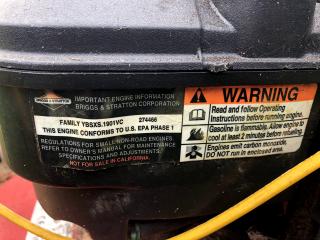 BRIGGS & STRATTON
IMPORTANT ENGINE INFORMATION
BRIGGS & STRATTON CORPORATION
FAMILY YBSXS.1901VC 274466
THIS ENGINE CONFORMS TO U.S. EPA PHASE 1
REGULATIONS FOR SMALL NON-ROAD ENGINES.
REFER TO OWNER'S MANUAL FOR MAINTENANCE
SPECIFICATIONS AND ADJUSTMENTS.
NOT FOR SALE IN CALIFORNIA.
WARNING
Read and follow Operating
Instructions before running engine.
Gasoline is flammable. Allow engine to
cool at least 2 minutes before refueling.
Engines emit carbon monoxide,
DO NOT run in enclosed area.